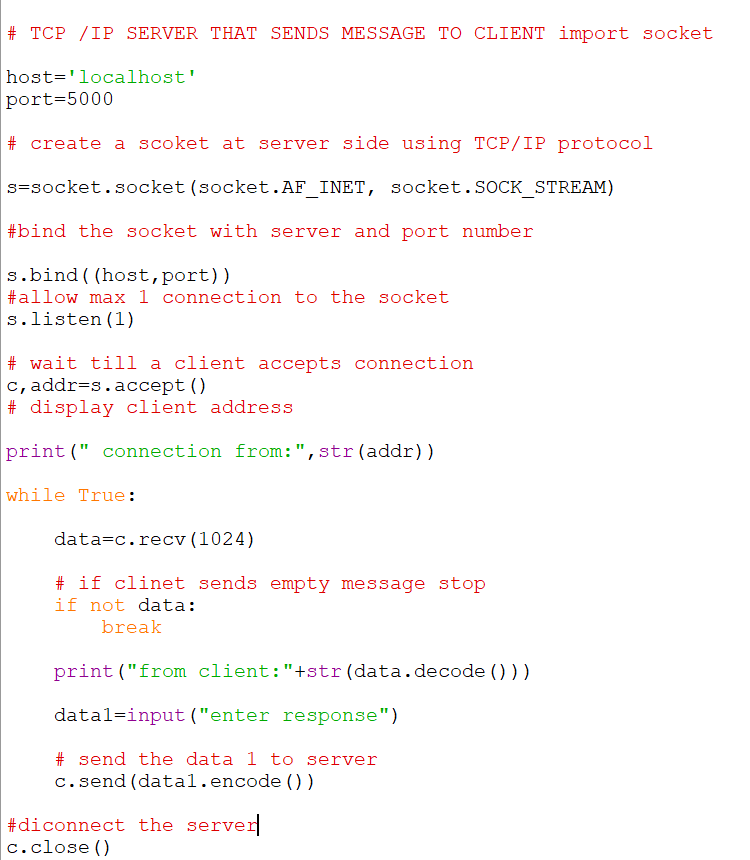 # TCP /IP SERVER THAT SENDS MESSAGE TO CLIENT import socket
host='localhost'
port=5000
# create a scoket at server side using TCP/IP protocol
s=socket.socket(socket.AF_INET, socket.SOCK_STREAM)
#bind the socket with server and port number
s.bind((host,port))
#allow max 1 connection to the socket
s.listen(1)
# wait till a client accepts connection
c,addr=s.accept()
# display client address
print(" connection from:",str(addr))
while True:
    data=c.recv(1024)
    # if clinet sends empty message stop
    if not data:
        break
    print("from client:"+str(data.decode()))
    data1=input("enter response")
    # send the data 1 to server
    c.send(data1.encode())
#diconnect the server
c.close()